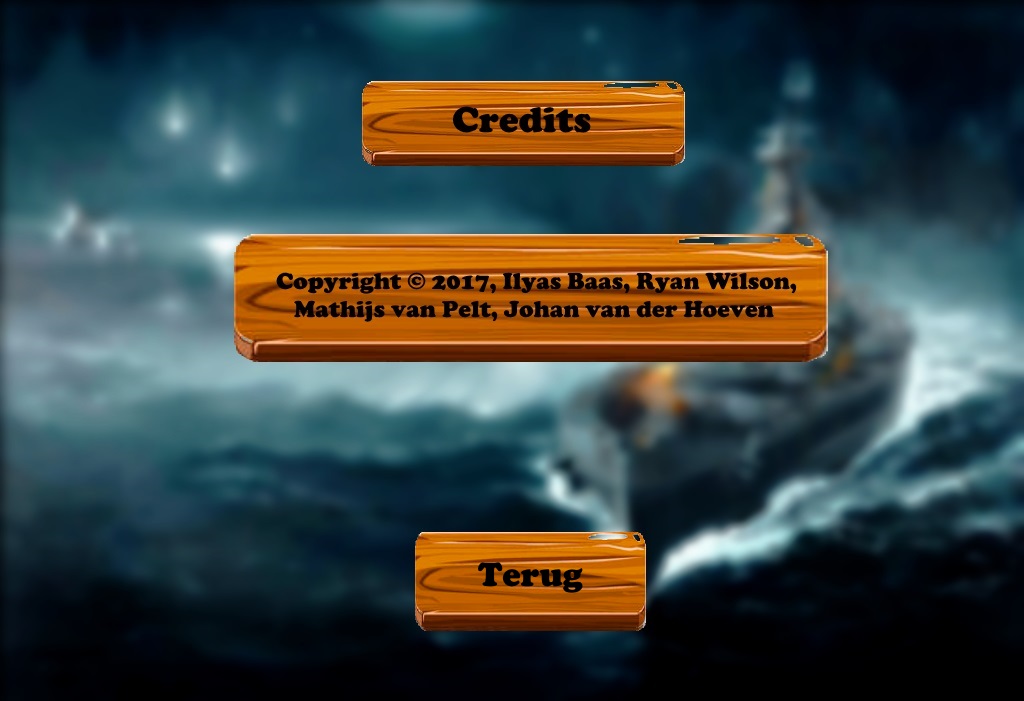 Credits
Copyright © 2017, Ilyas Baas, Ryan Wilson,
Mathijs van Pelt, Johan van der Hoeven
Terug